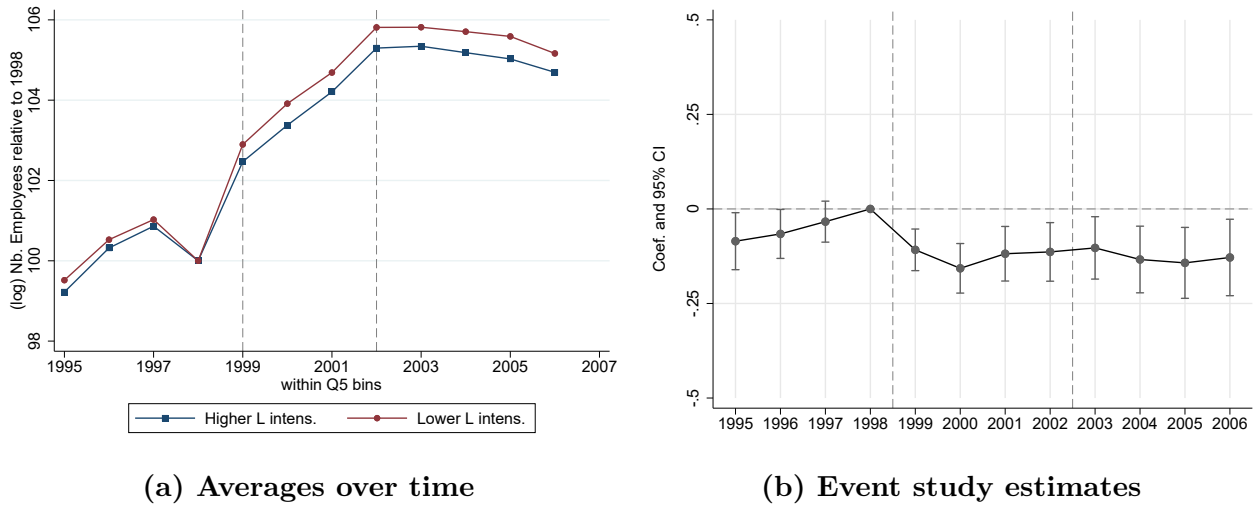 (log) Nb. Employees relative to 1998
106
104
102
100
98
1995 1997 1999 2001 2003 2005 2007
within Q5 bins
Higher L intens. Lower L intens.
(a) Averages over time
Coef. and 95% CI
.5
.25
0
-.25
-.5
1995 1996 1997 1998 1999 2000 2001 2002 2003 2004 2005 2006
(b) Event study estimates